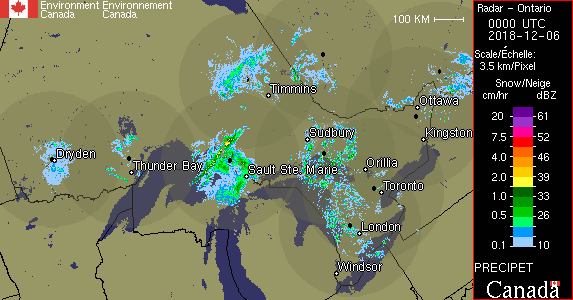 Environment Environnement
Canada Canada
100 KM
Timmins
Ottawa
Sudbury
Kingston
Dryden
Thunder Bay
Sault Ste. Marie
Orillia
Toronto
London
Windsor
Radar - Ontario
0000 UTC
2018-12-06
Scale/Échelle:
3.5 km/Pixel
Snow/Neige
cm/hr dBZ
20 61
7.5 52
4.0 46
2.0 39
1.0 33
0.5 26
0.1 10
PRECIPET
Canada